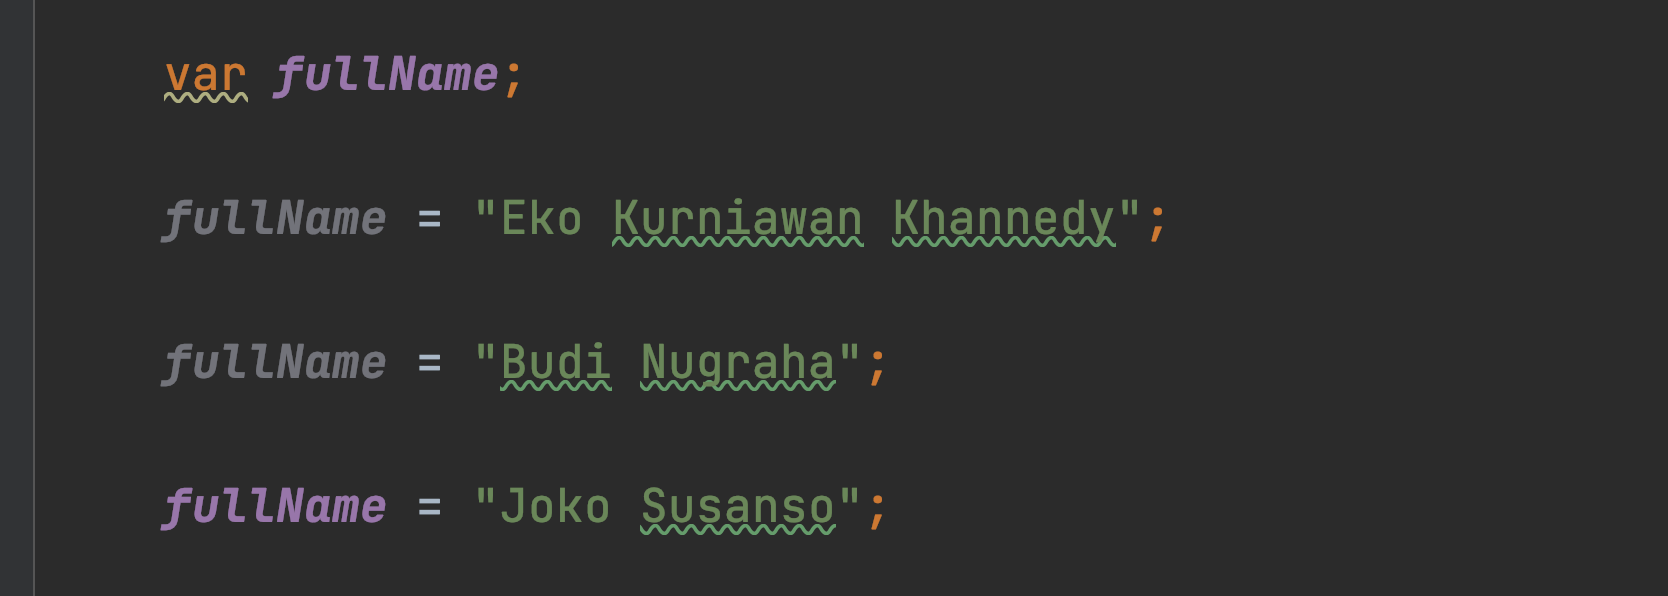 var fullName;
fullName = "Eko Kurniawan Khannedy";
fullName = "Budi Nugraha";
fullName = "Joko Susanso";